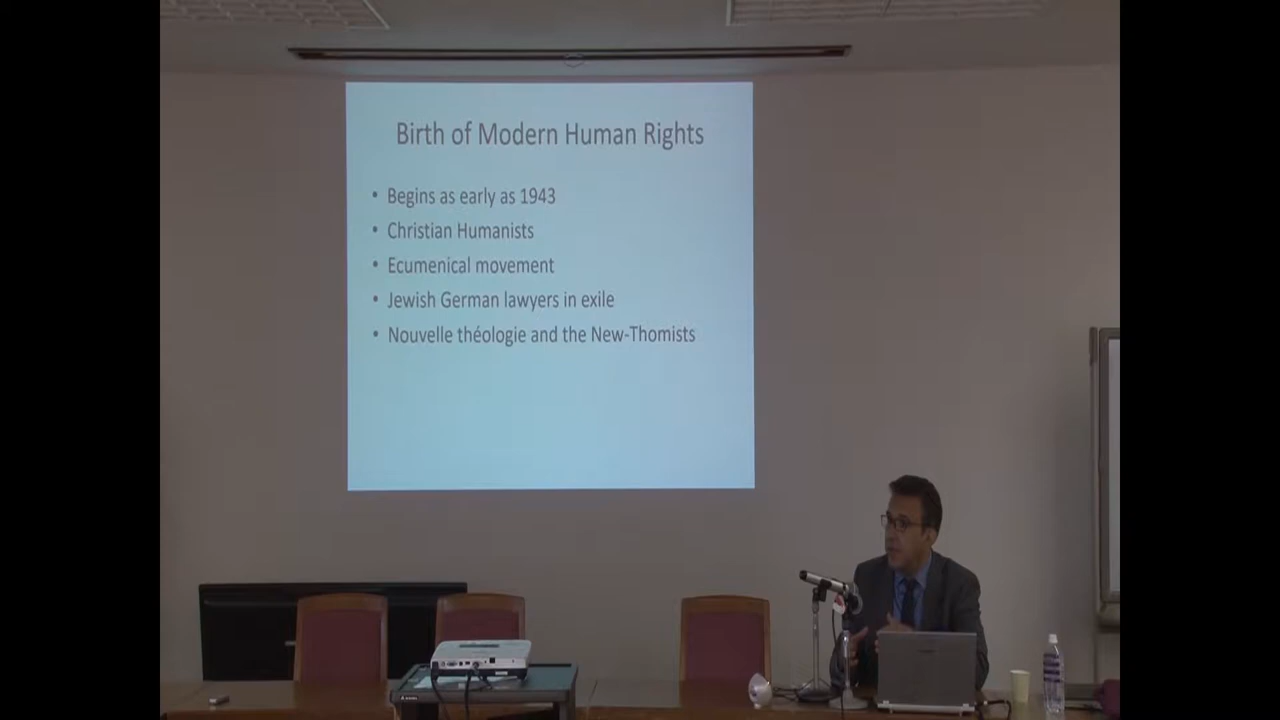 Birth of Modern Human Rights
• Begins as early as 1943
• Christian Humanists
• Ecumenical movement
• Jewish German lawyers in exile
• Nouvelle théologie and the New-Thomists